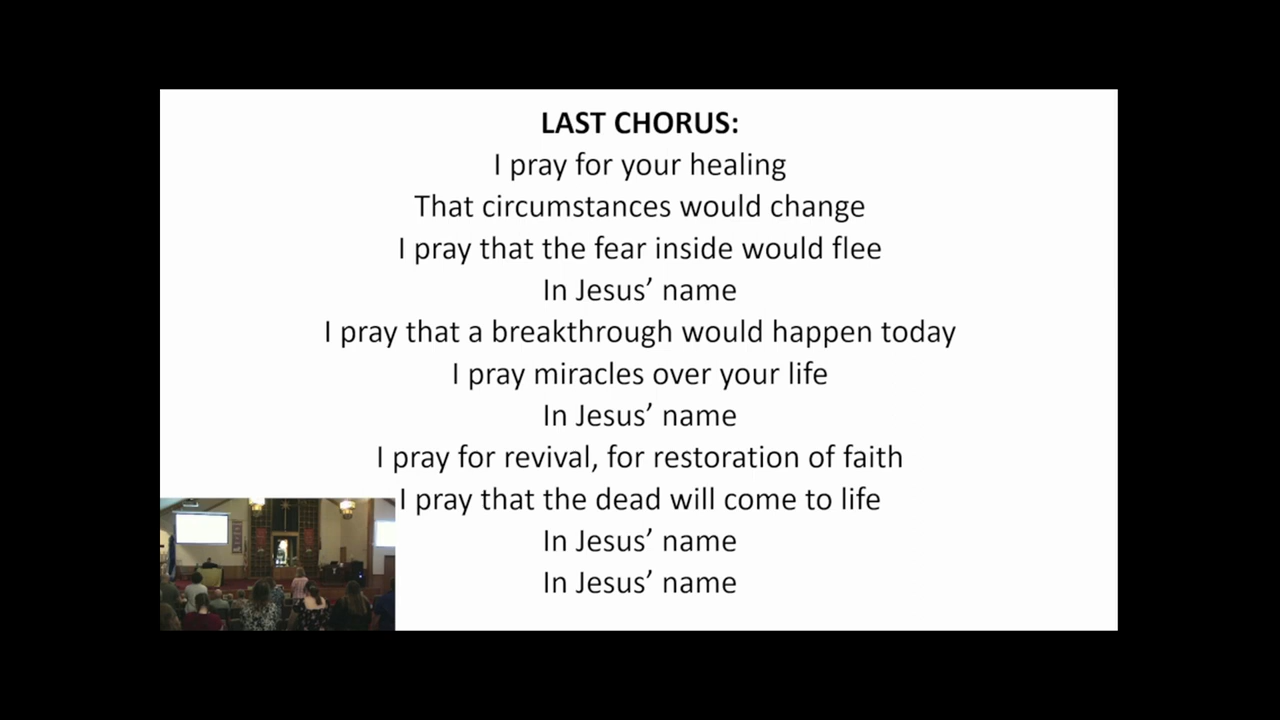 LAST CHORUS:
I pray for your healing
That circumstances would change
I pray that the fear inside would flee
In Jesus’ name
I pray that a breakthrough would happen today
I pray miracles over your life
In Jesus’ name
I pray for revival, for restoration of faith
I pray that the dead will come to life
In Jesus’ name
In Jesus’ name